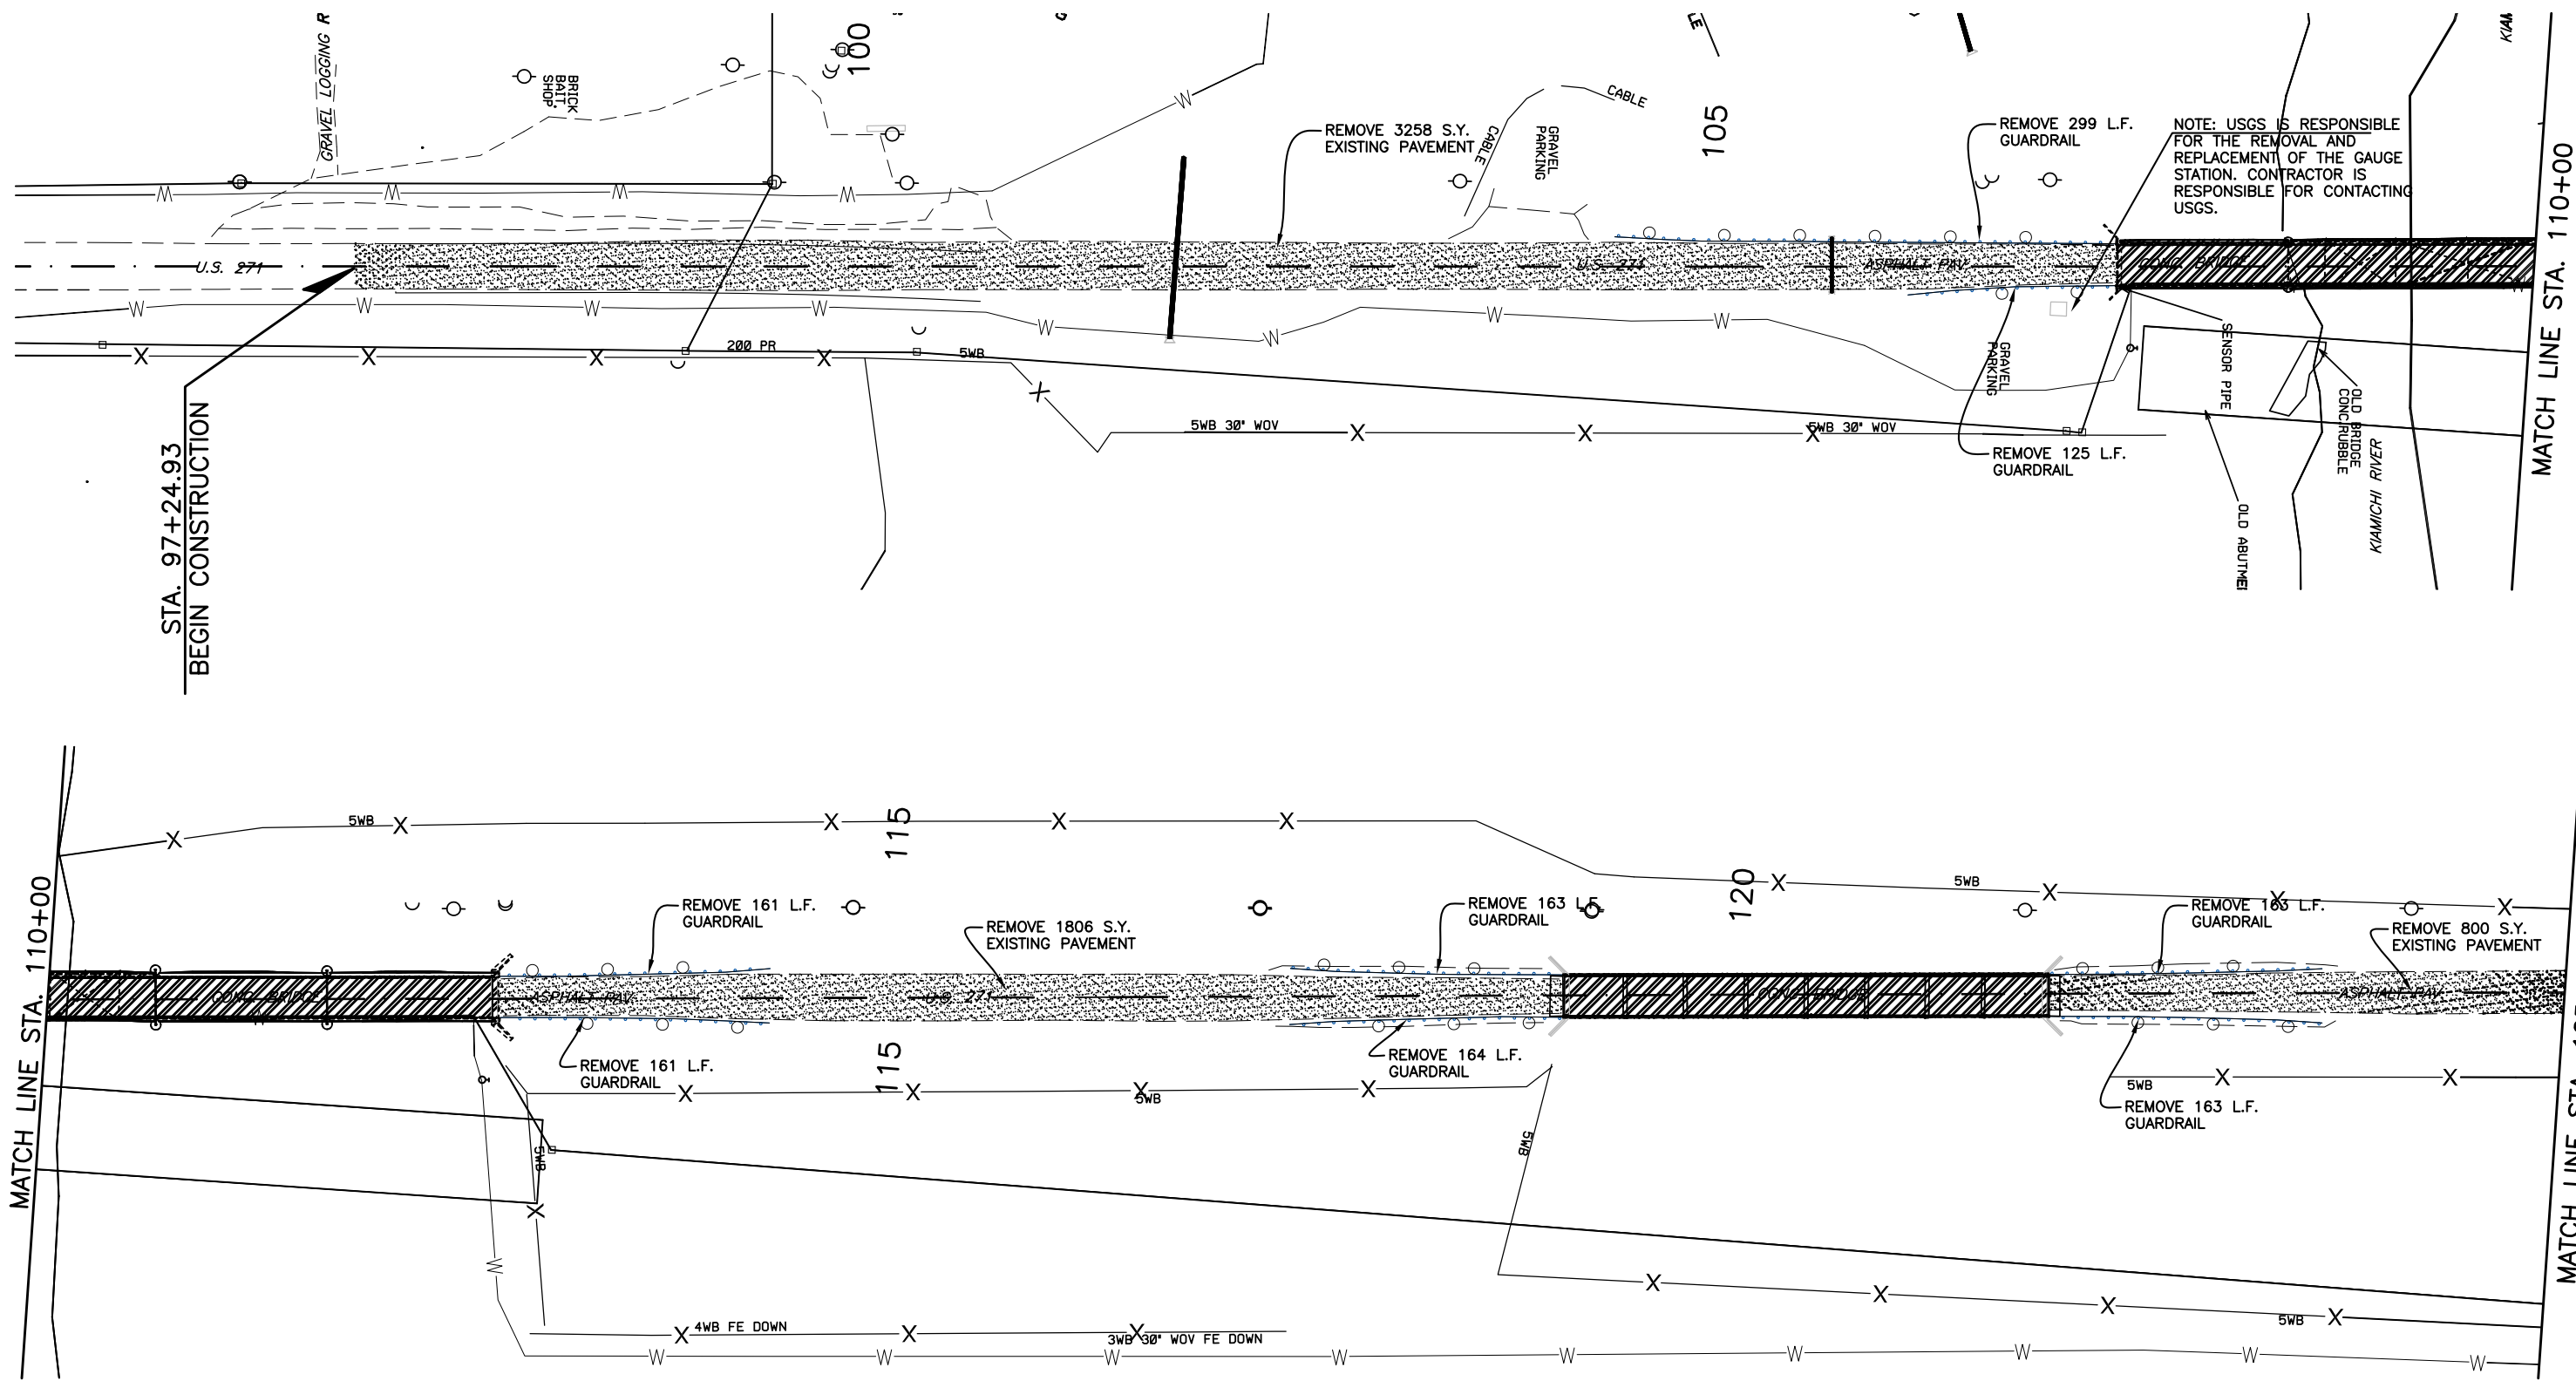 GRAVEL LOGGING R
BRICK
BAIT.
SHOP.
100
CABLE
CABLE
GRAVEL
PARKING
105
REMOVE 3258 S.Y.
EXISTING PAVEMENT
REMOVE 299 L.F.
GUARDRAIL
NOTE: USGS IS RESPONSIBLE
FOR THE REMOVAL AND
REPLACEMENT OF THE GAUGE
STATION. CONTRACTOR IS
RESPONSIBLE FOR CONTACTING
USGS.
MATCH LINE STA. 110+00
W W W W W
U.S. 271
U.S. 271
ASPHALT PAV
CONC. BRIDGE
W W W W W W W W
200 PR
5WB
X X X X X
5WB 30" WOV
5WB 30" WOV
X X X
GRAVEL
PARKING
SENSOR PIPE
OLD BRIDGE
CONC.RUBBLE
KIAMICHI RIVER
OLD ABUTME
REMOVE 125 L.F.
GUARDRAIL
STA. 97+24.93
BEGIN CONSTRUCTION
MATCH LINE STA. 110+00
5WB
X X X X X
115
120
5WB
X X X X
REMOVE 161 L.F.
GUARDRAIL
REMOVE 1806 S.Y.
EXISTING PAVEMENT
REMOVE 163 L.F.
GUARDRAIL
REMOVE 163 L.F.
GUARDRAIL
REMOVE 800 S.Y.
EXISTING PAVEMENT
CONC. BRIDGE
ASPHALT PAV
U.S. 271
CONC. BRIDGE
ASPHALT PAV
REMOVE 161 L.F.
GUARDRAIL
115
REMOVE 164 L.F.
GUARDRAIL
5WB
X X X X
5WB
REMOVE 163 L.F.
GUARDRAIL
X X
5WB
5WB
X
W
4WB FE DOWN
3WB 30" WOV FE DOWN
X X X
X X X X
5WB
W W W W W W W W W
MATCH LINE STA.